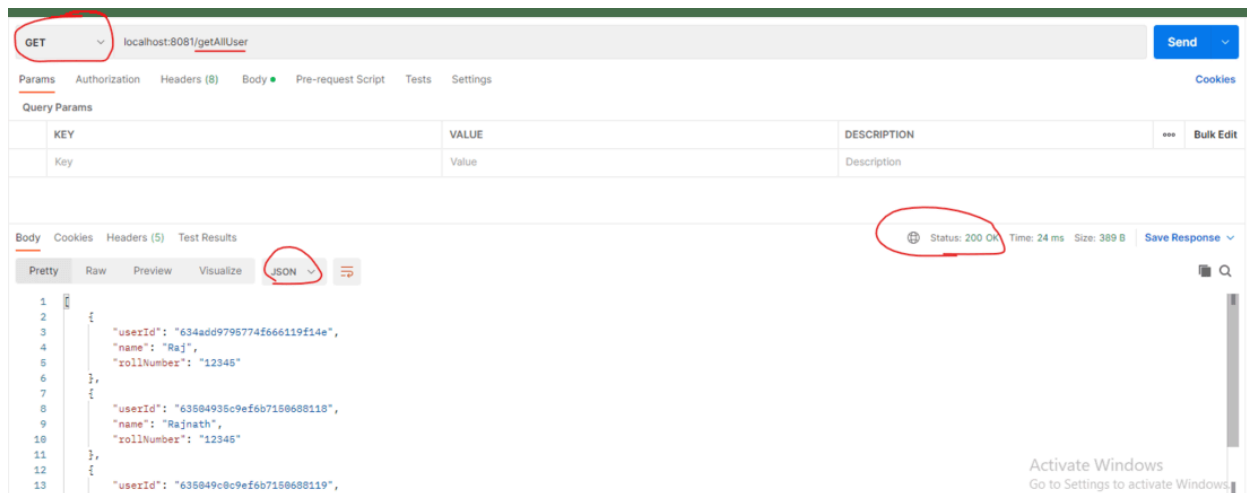 GET localhost:8081/getAllUser Send
Params Authorization Headers (8) Body Pre-request Script Tests Settings Cookies
Query Params
KEY VALUE DESCRIPTION ooo Bulk Edit
Key Value Description
Body Cookies Headers (5) Test Results Status: 200 OK Time: 24 ms Size: 389 B Save Response
Pretty Raw Preview Visualize JSON
1 [
2 {
3 "userId": "634add9795774f666119f14e",
4 "name": "Raj",
5 "rollNumber": "12345"
6 },
7 {
8 "userId": "63504935c9ef6b7150688118",
9 "name": "Rajnath",
10 "rollNumber": "12345"
11 },
12 {
13 "userId": "635049c0c9ef6b7150688119",
Activate Windows
Go to Settings to activate Windows.